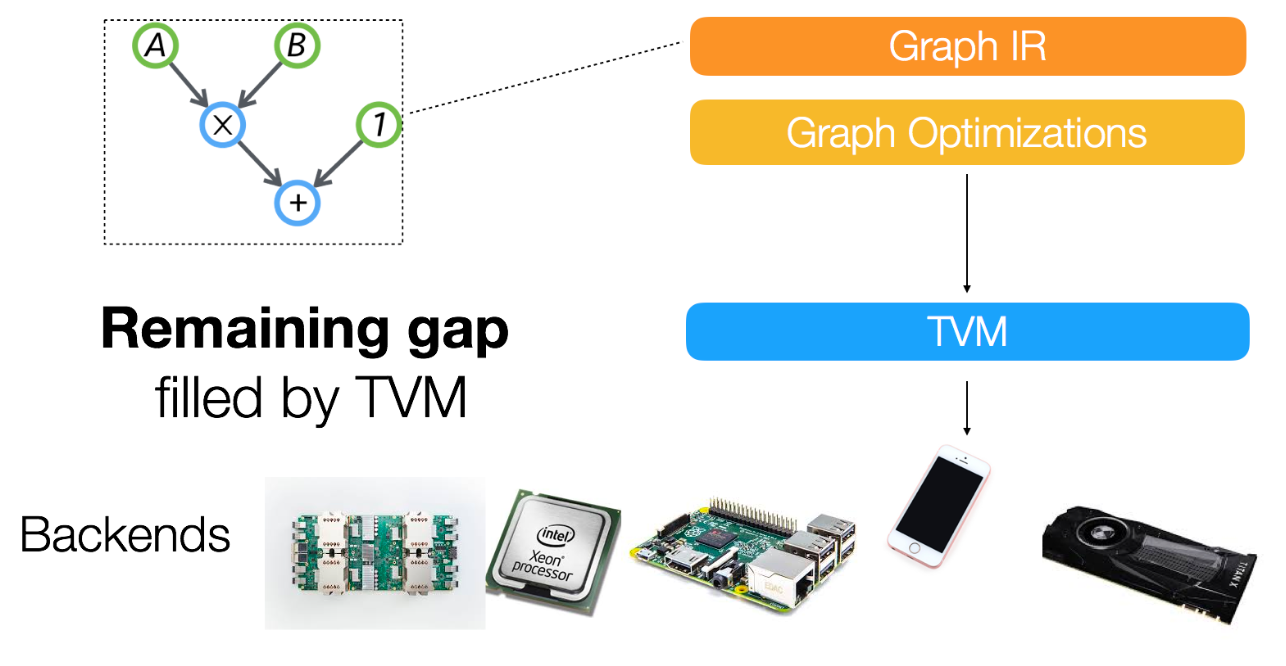 A
B
X
1
+
Graph IR
Graph Optimizations
Remaining gap
filled by TVM
TVM
Backends
intel
Xeon®
processor
TITAN X